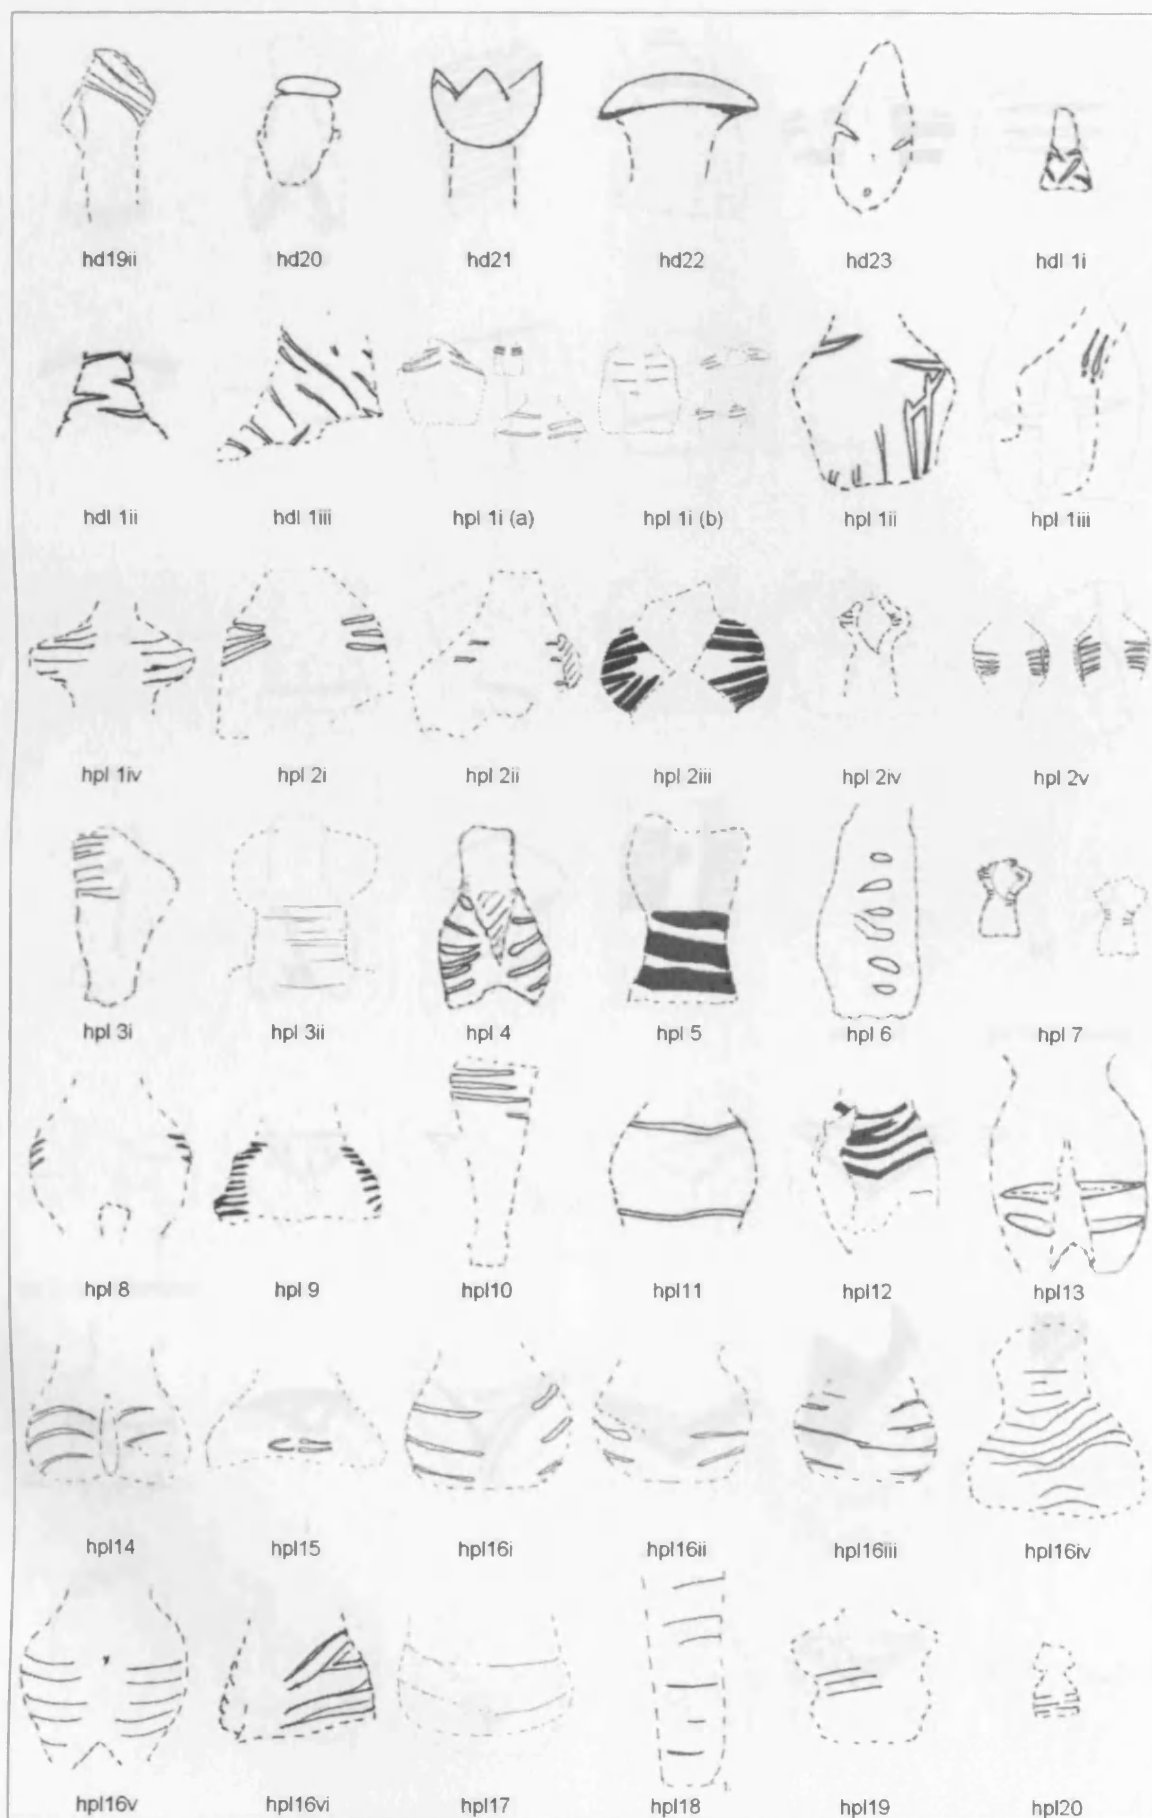 hd19ii hd20 hd21 hd22 hd23 hdl 1i
hdl 1ii hdl 1iii hpl 1i (a) hpl 1i (b) hpl 1ii hpl 1iii
hpl 1iv hpl 2i hpl 2ii hpl 2iii hpl 2iv hpl 2v
hpl 3i hpl 3ii hpl 4 hpl 5 hpl 6 hpl 7
hpl 8 hpl 9 hpl10 hpl11 hpl12 hpl13
hpl14 hpl15 hpl16i hpl16ii hpl16iii hpl16iv
hpl16v hpl16vi hpl17 hpl18 hpl19 hpl20